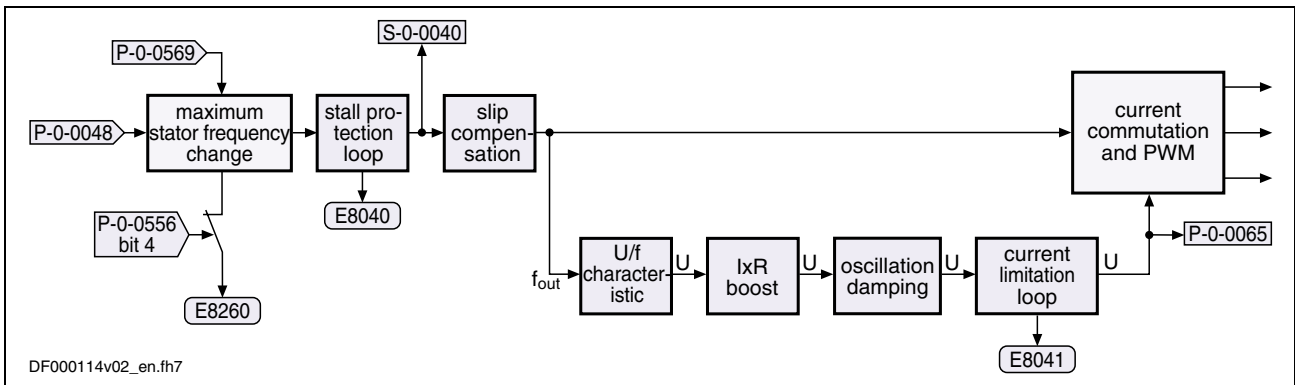 S-0-0040
P-0-0569
P-0-0048
maximum
stator frequency
change
stall pro-
tection
loop
slip
compen-
sation
current
commutation
and PWM
P-0-0556
bit 4
E8260
E8040
f out
U/f
character-
istic
U
IxR
boost
U
oscillation
damping
U
current
limitation
loop
U
P-0-0065
E8041
DF000114v02_en.fh7